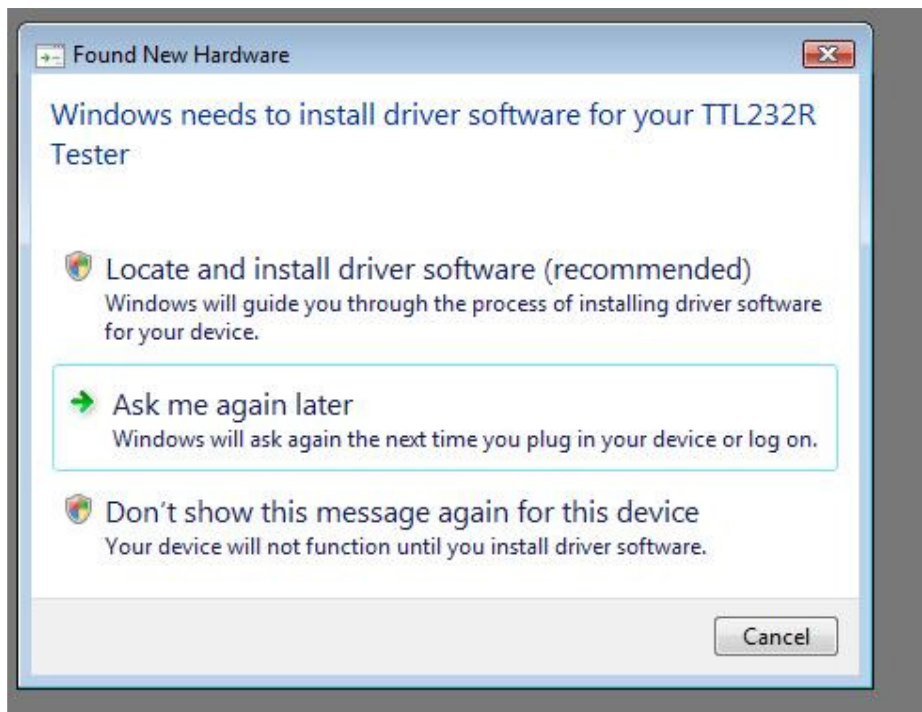 Found New Hardware
Windows needs to install driver software for your TTL232R
Tester
Locate and install driver software (recommended)
Windows will guide you through the process of installing driver software
for your device.
Ask me again later
Windows will ask again the next time you plug in your device or log on.
Don't show this message again for this device
Your device will not function until you install driver software.
Cancel